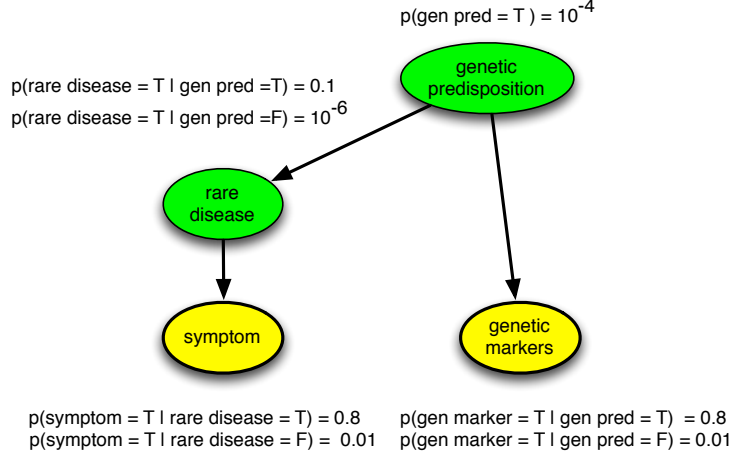 p(gen pred = T ) = 10^-4
genetic
predisposition
p(rare disease = T | gen pred =T) = 0.1
p(rare disease = T | gen pred =F) = 10^-6
rare
disease
symptom
genetic
markers
p(symptom = T | rare disease = T) = 0.8
p(symptom = T | rare disease = F) = 0.01
p(gen marker = T | gen pred = T) = 0.8
p(gen marker = T | gen pred = F) = 0.01